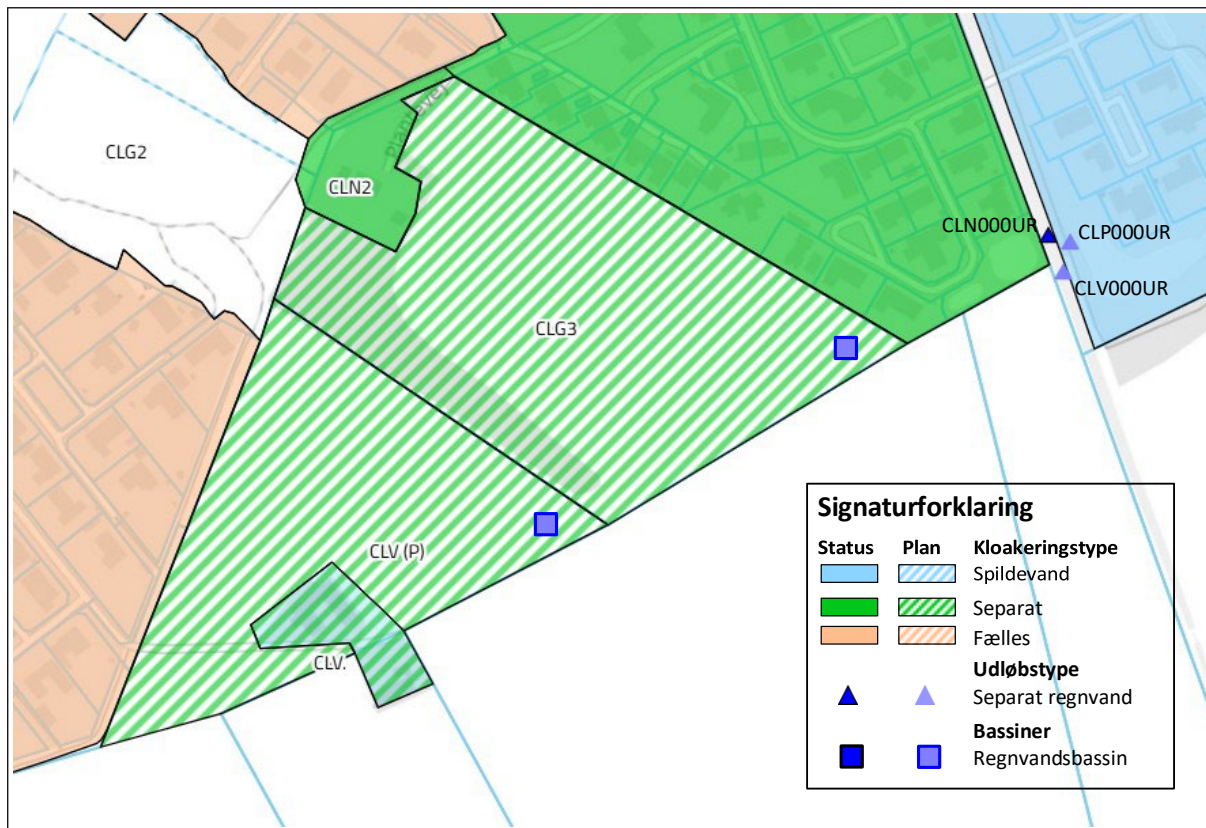 CLG2
CLN2
CLN000UR
CLP000UR
CLV000UR
CLG3
CLV (P)
CLV.
Signaturforklaring
Status Plan Kloakeringstype
Spildevand
Separat
Fælles
Udløbstype
Separat regnvand
Bassiner
Regnvandsbassin